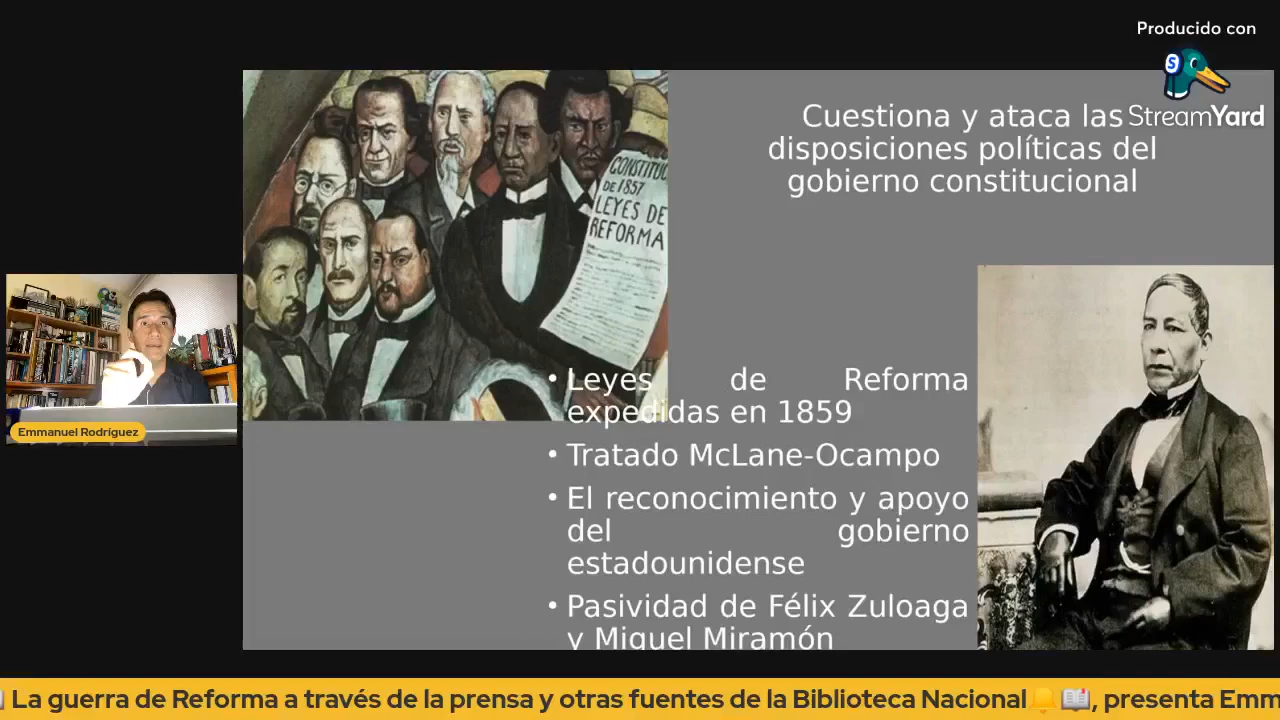 Producido con
StreamYard
Cuestiona y ataca las
disposiciones políticas del
gobierno constitucional
CONSTITUC
DE 1857
LEYES DE
REFORMA
• Leyes de Reforma
expedidas en 1859
• Tratado McLane-Ocampo
• El reconocimiento y apoyo
del gobierno
estadounidense
• Pasividad de Félix Zuloaga
y Miguel Miramón
Emmanuel Rodríguez
La guerra de Reforma a través de la prensa y otras fuentes de la Biblioteca Nacional🔔📖, presenta Emm